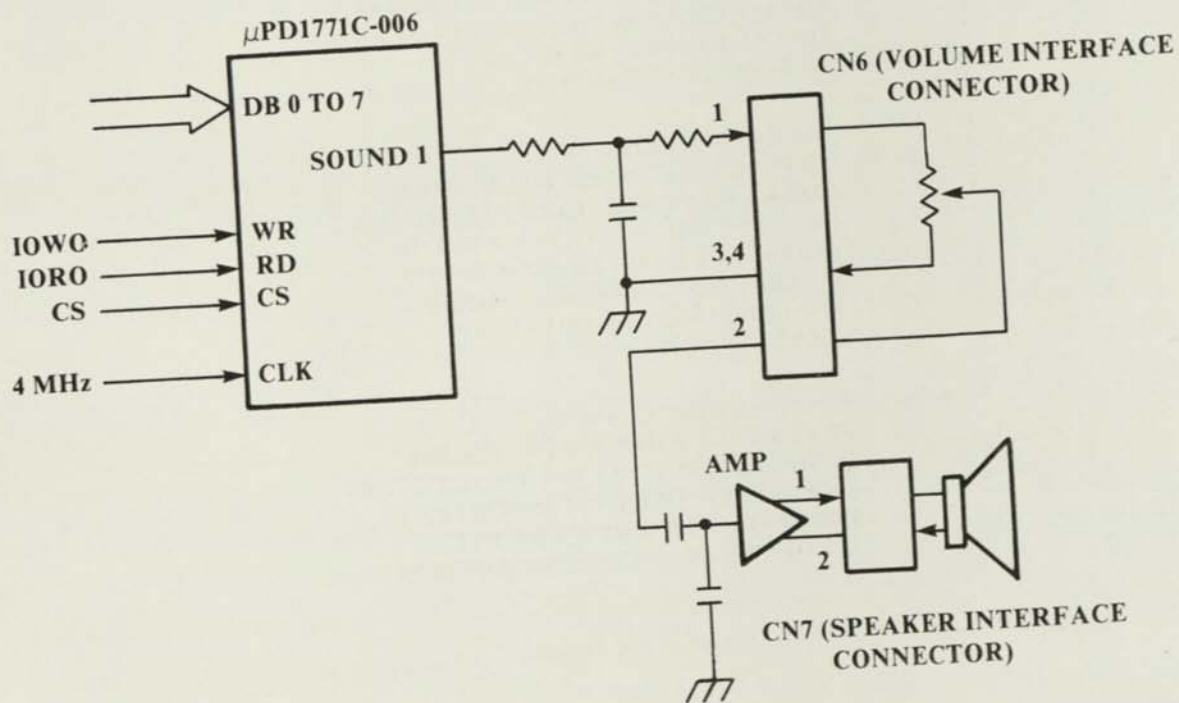 μPD1771C-006
CN6 (VOLUME INTERFACE
CONNECTOR)
DB 0 TO 7
1
SOUND 1
IOWO
WR
IORO
RD
3,4
CS
CS
2
4 MHz
CLK
AMP
1
2
CN7 (SPEAKER INTERFACE
CONNECTOR)